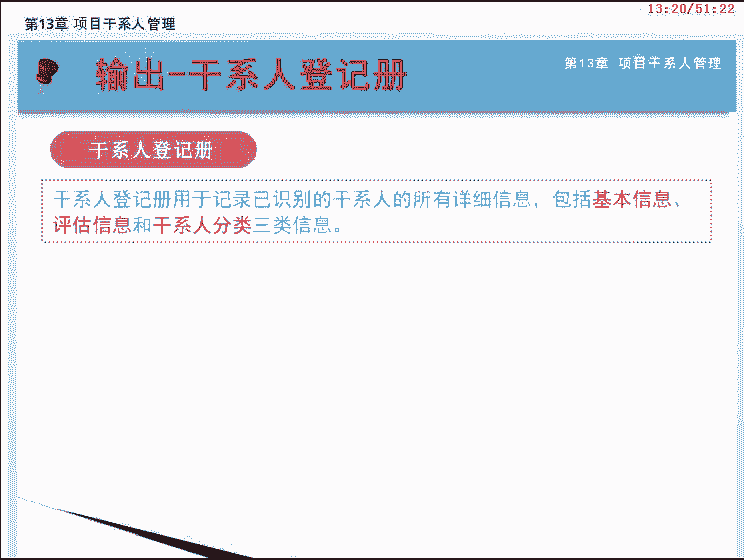 13:20/51:22
第13章 项目干系人管理
输出-干系人登记册
第13章 项目干系人管理
干系人登记册
干系人登记册用于记录已识别的干系人的所有详细信息，包括基本信息、
评估信息和干系人分类三类信息。